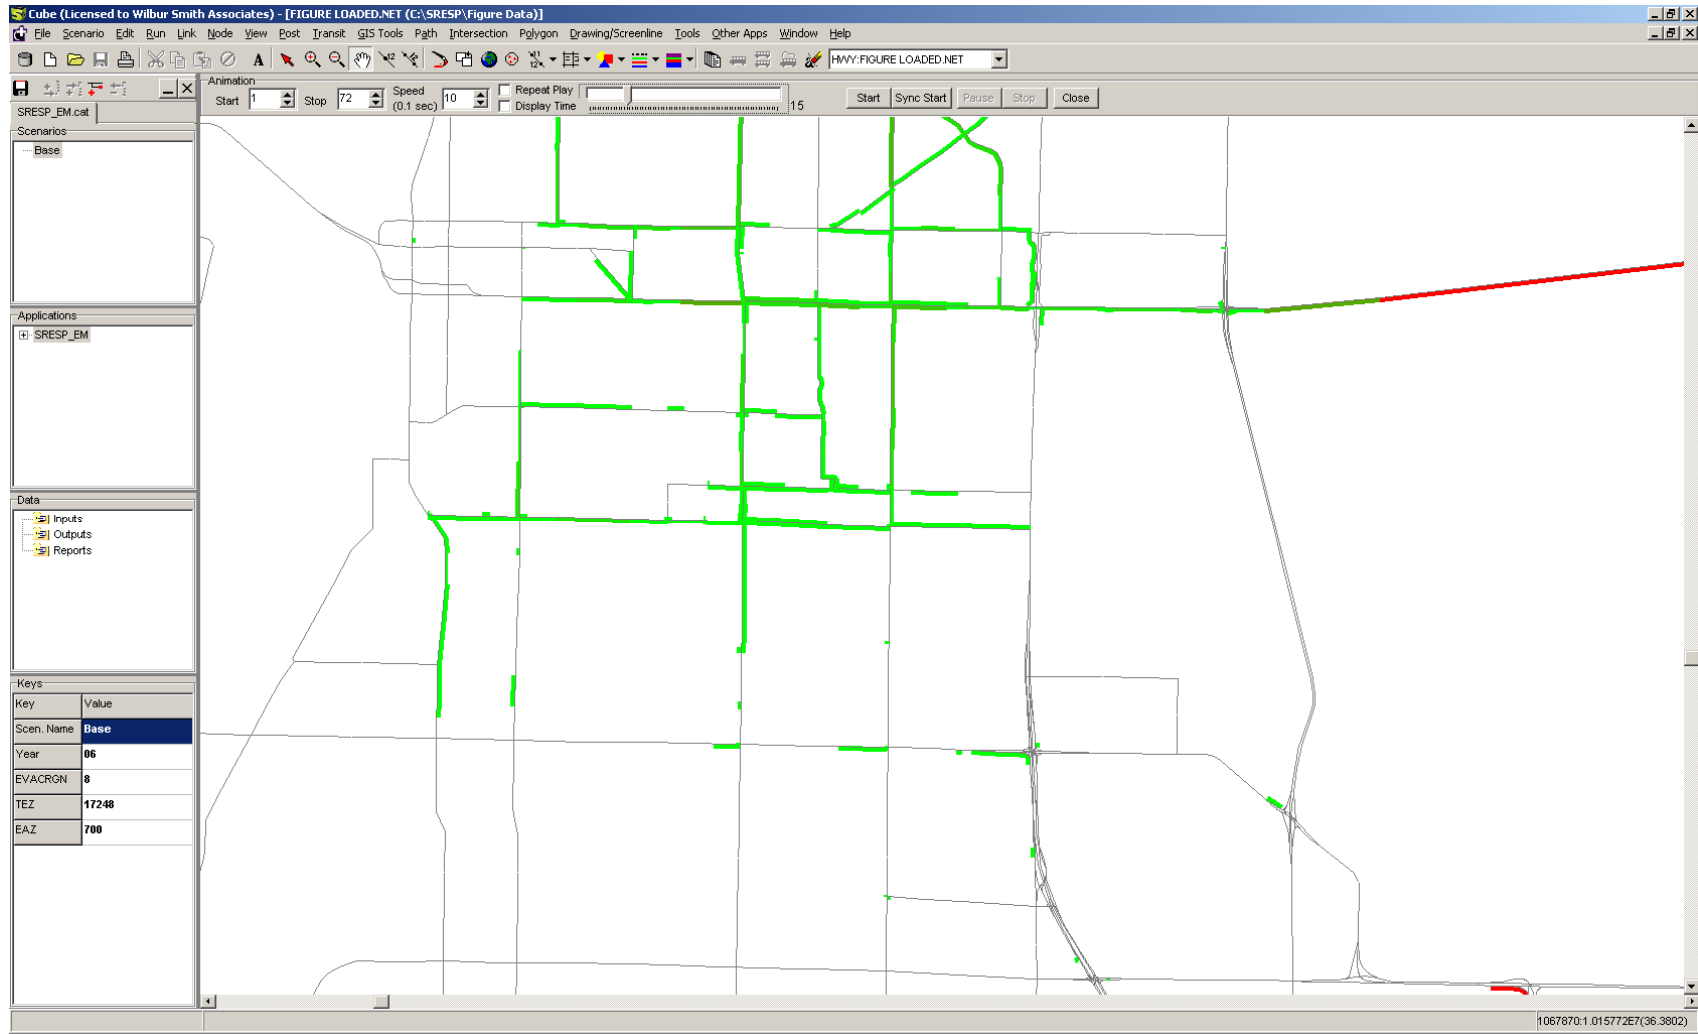 Cube (Licensed to Wilbur Smith Associates) - [FIGURE LOADED.NET (C:\SRESP\Figure Data)]
File Scenario Edit Run Link Node View Post Transit GIS Tools Path Intersection Polygon Drawing/Screenline Tools Other Apps Window Help
A HWY:FIGURE LOADED.NET
Animation
Start 1 Stop 72 Speed (0.1 sec) 10 Repeat Play Display Time 15 Start Sync Start Pause Stop Close
SRESP_EM.cat
Scenarios
Base
Applications
SRESP_EM
Data
Inputs
Outputs
Reports
Keys
Key Value
Scen. Name Base
Year 06
EVACRGN 8
TEZ 17248
EAZ 700
1067870:1.015772E7(36.3802)